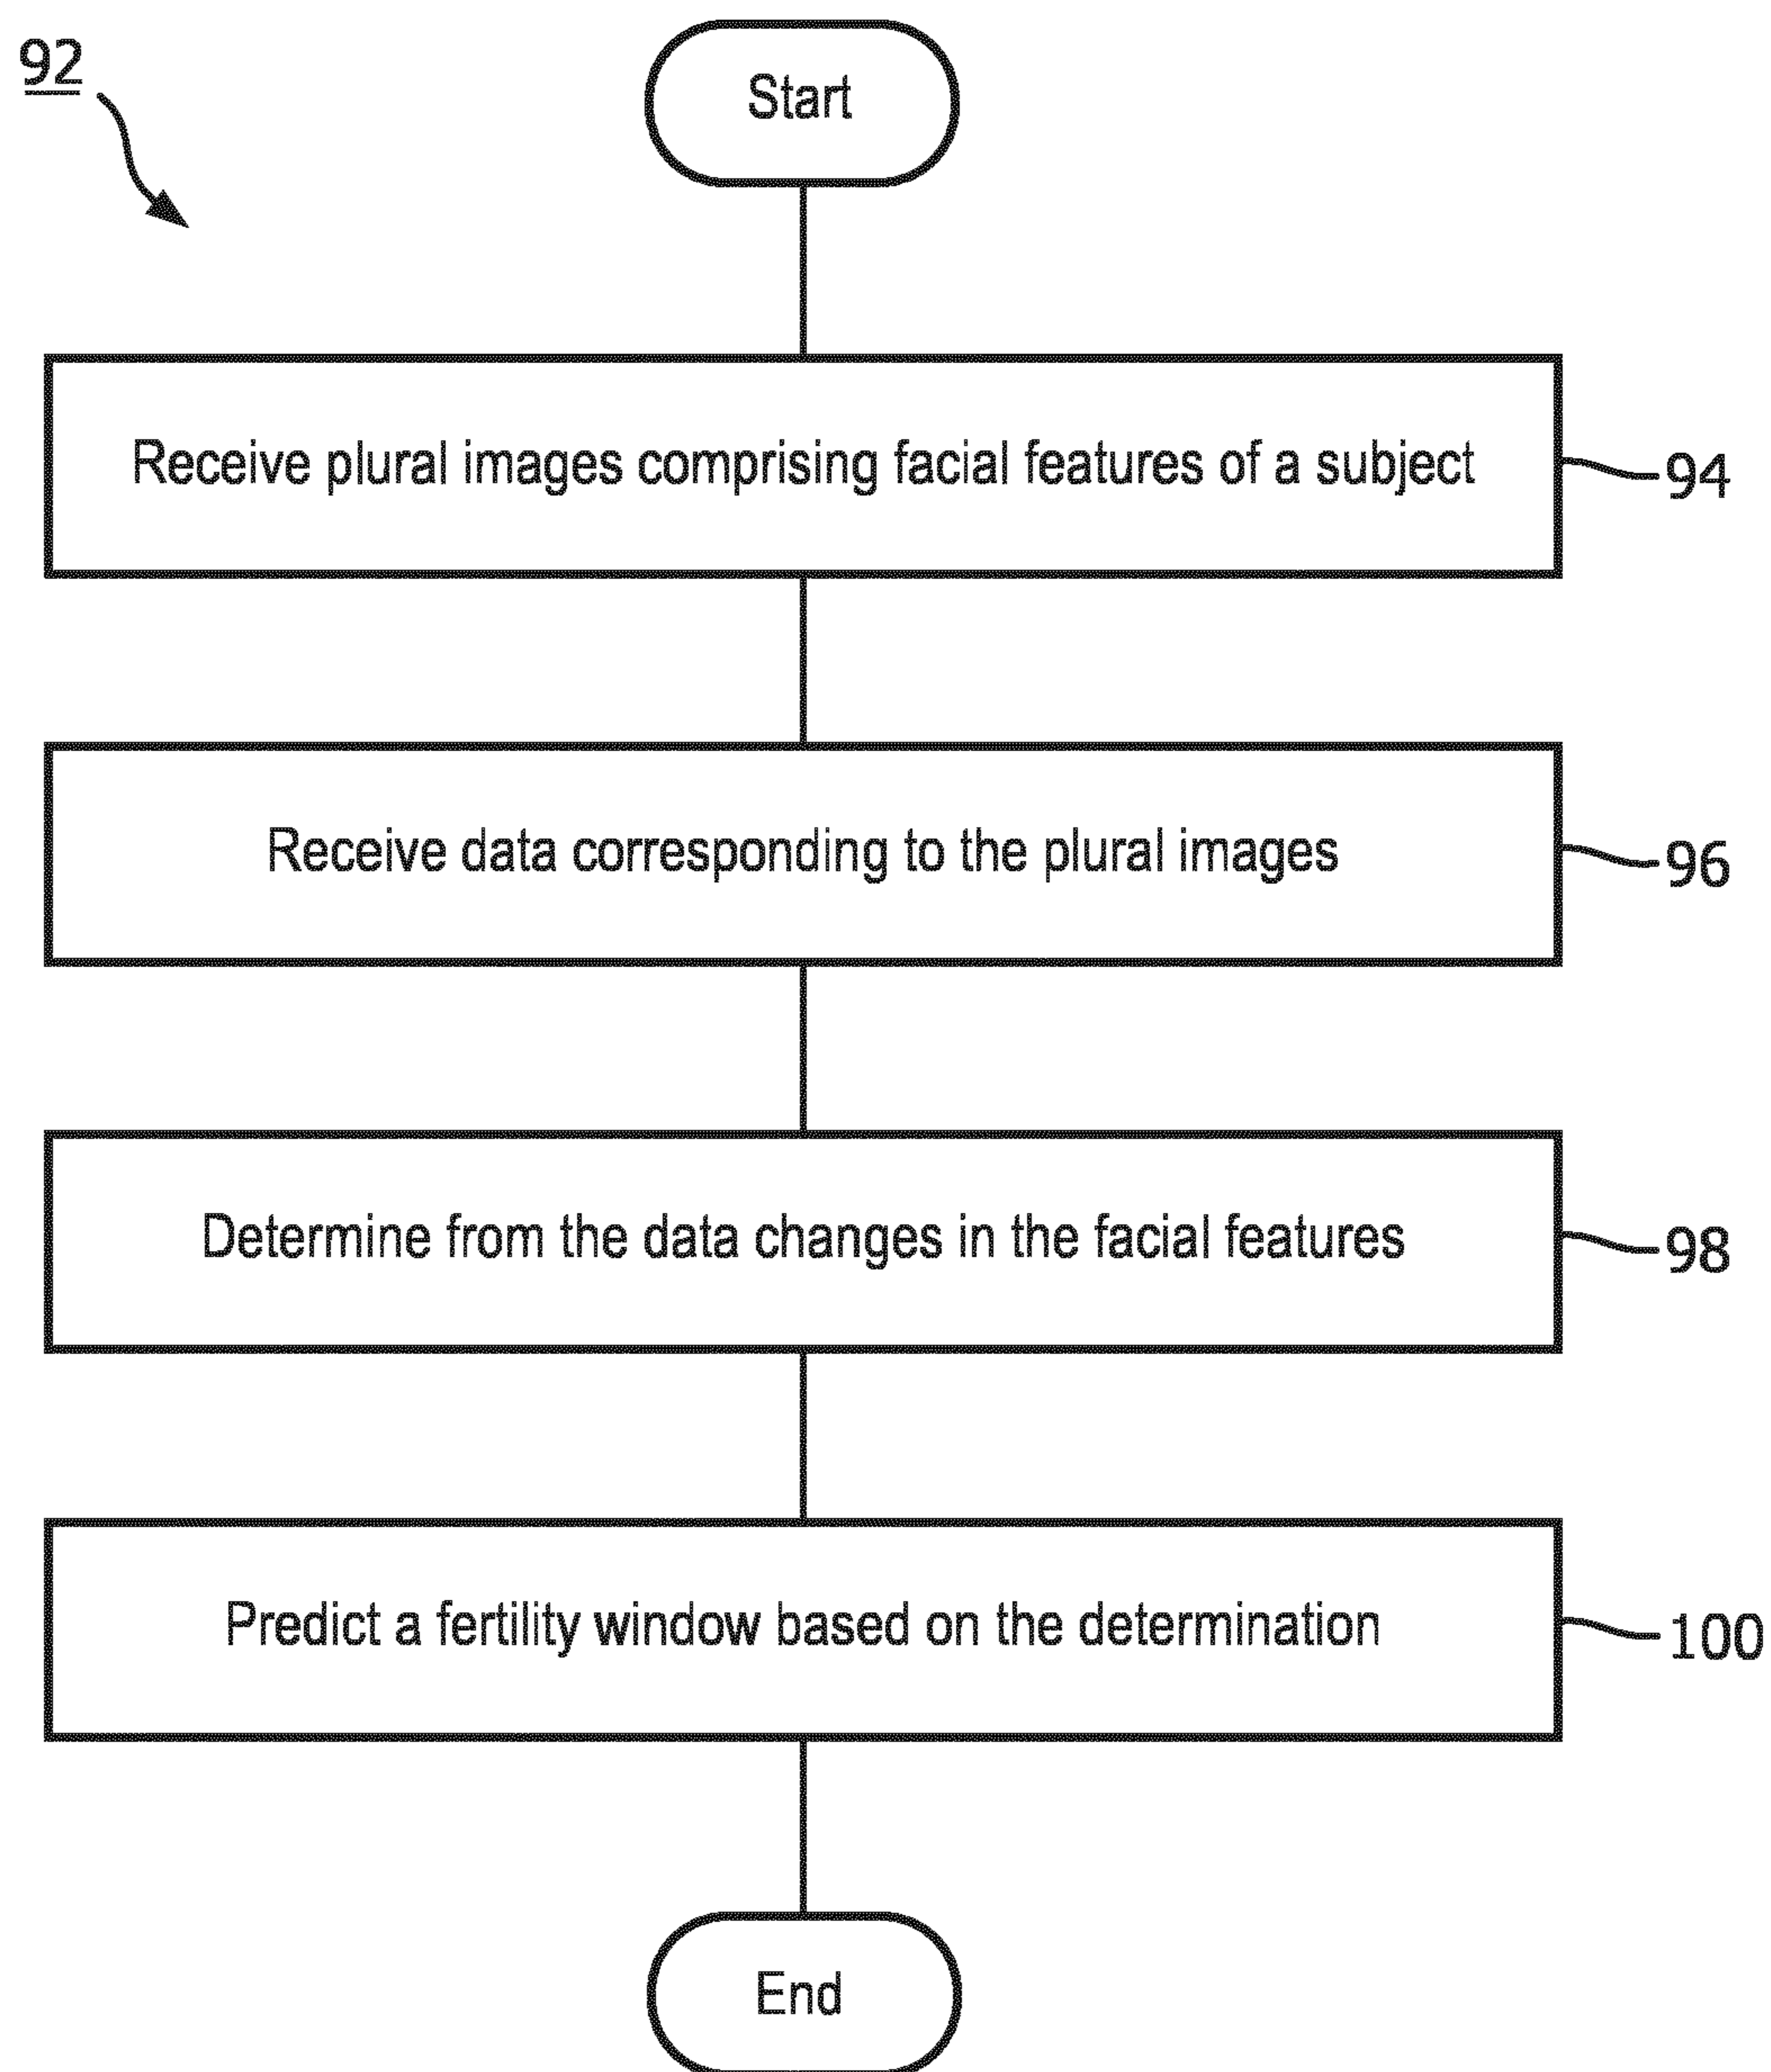 92
Start
Receive plural images comprising facial features of a subject
94
Receive data corresponding to the plural images
96
Determine from the data changes in the facial features
98
Predict a fertility window based on the determination
100
End